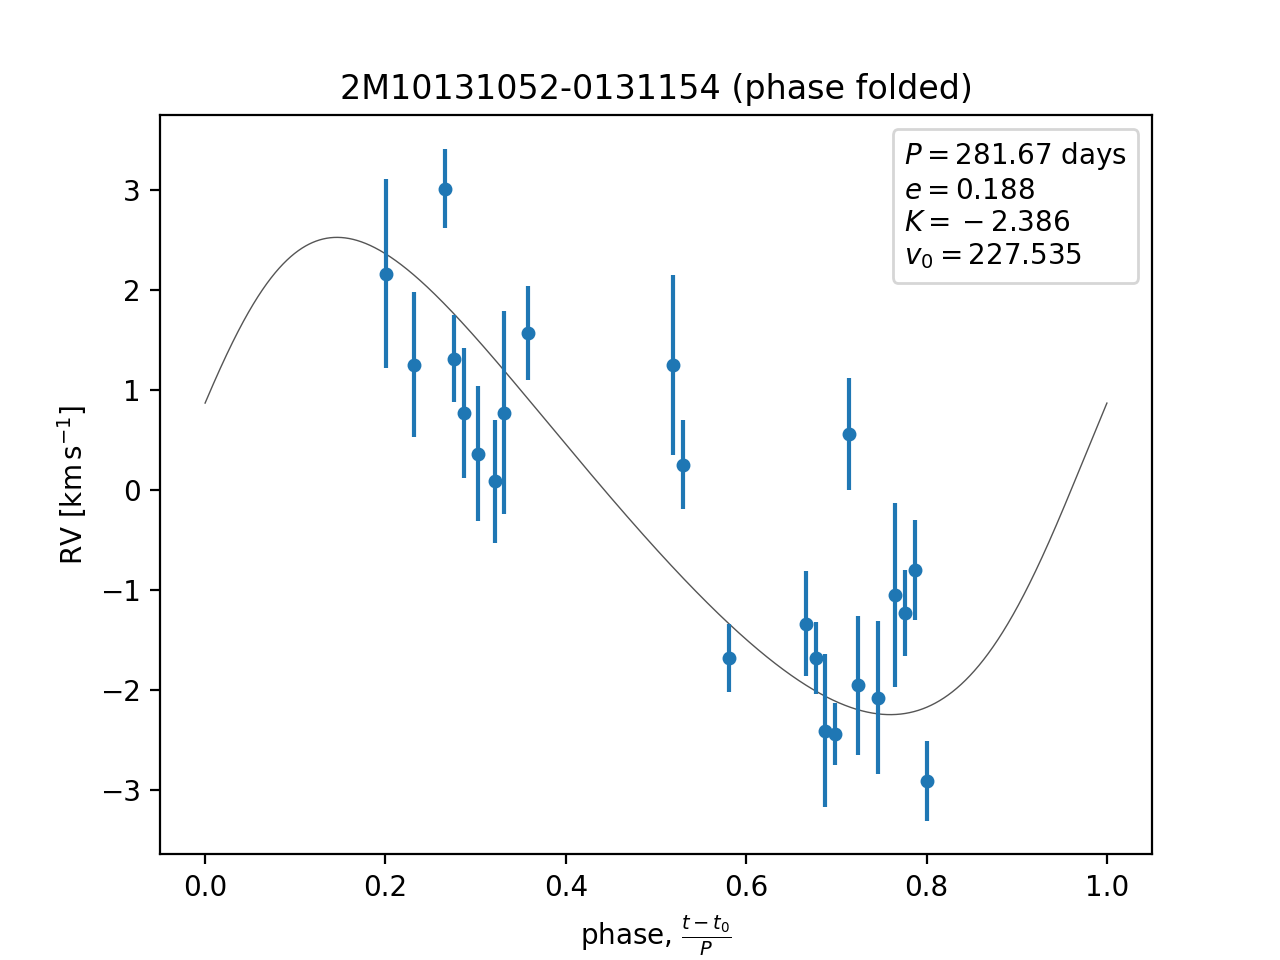 2M10131052-0131154 (phase folded)
P = 281.67 days
e = 0.188
K = −2.386
v₀ = 227.535
3
2
1
0
−1
−2
−3
RV [km s⁻¹]
0.0 0.2 0.4 0.6 0.8 1.0
phase, (t − t₀)/P